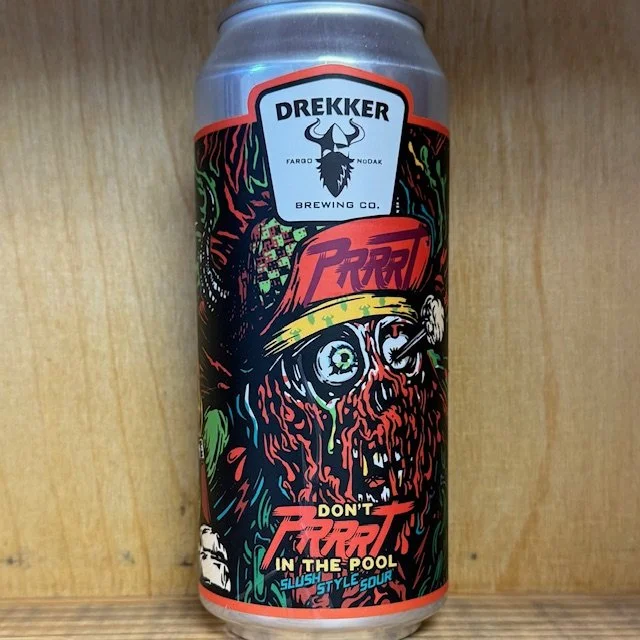 DREKKER
FARGO NoDAK
BREWING CO.
PRRRT
DON'T
PRRRT
IN THE POOL
SLUSH STYLE SOUR